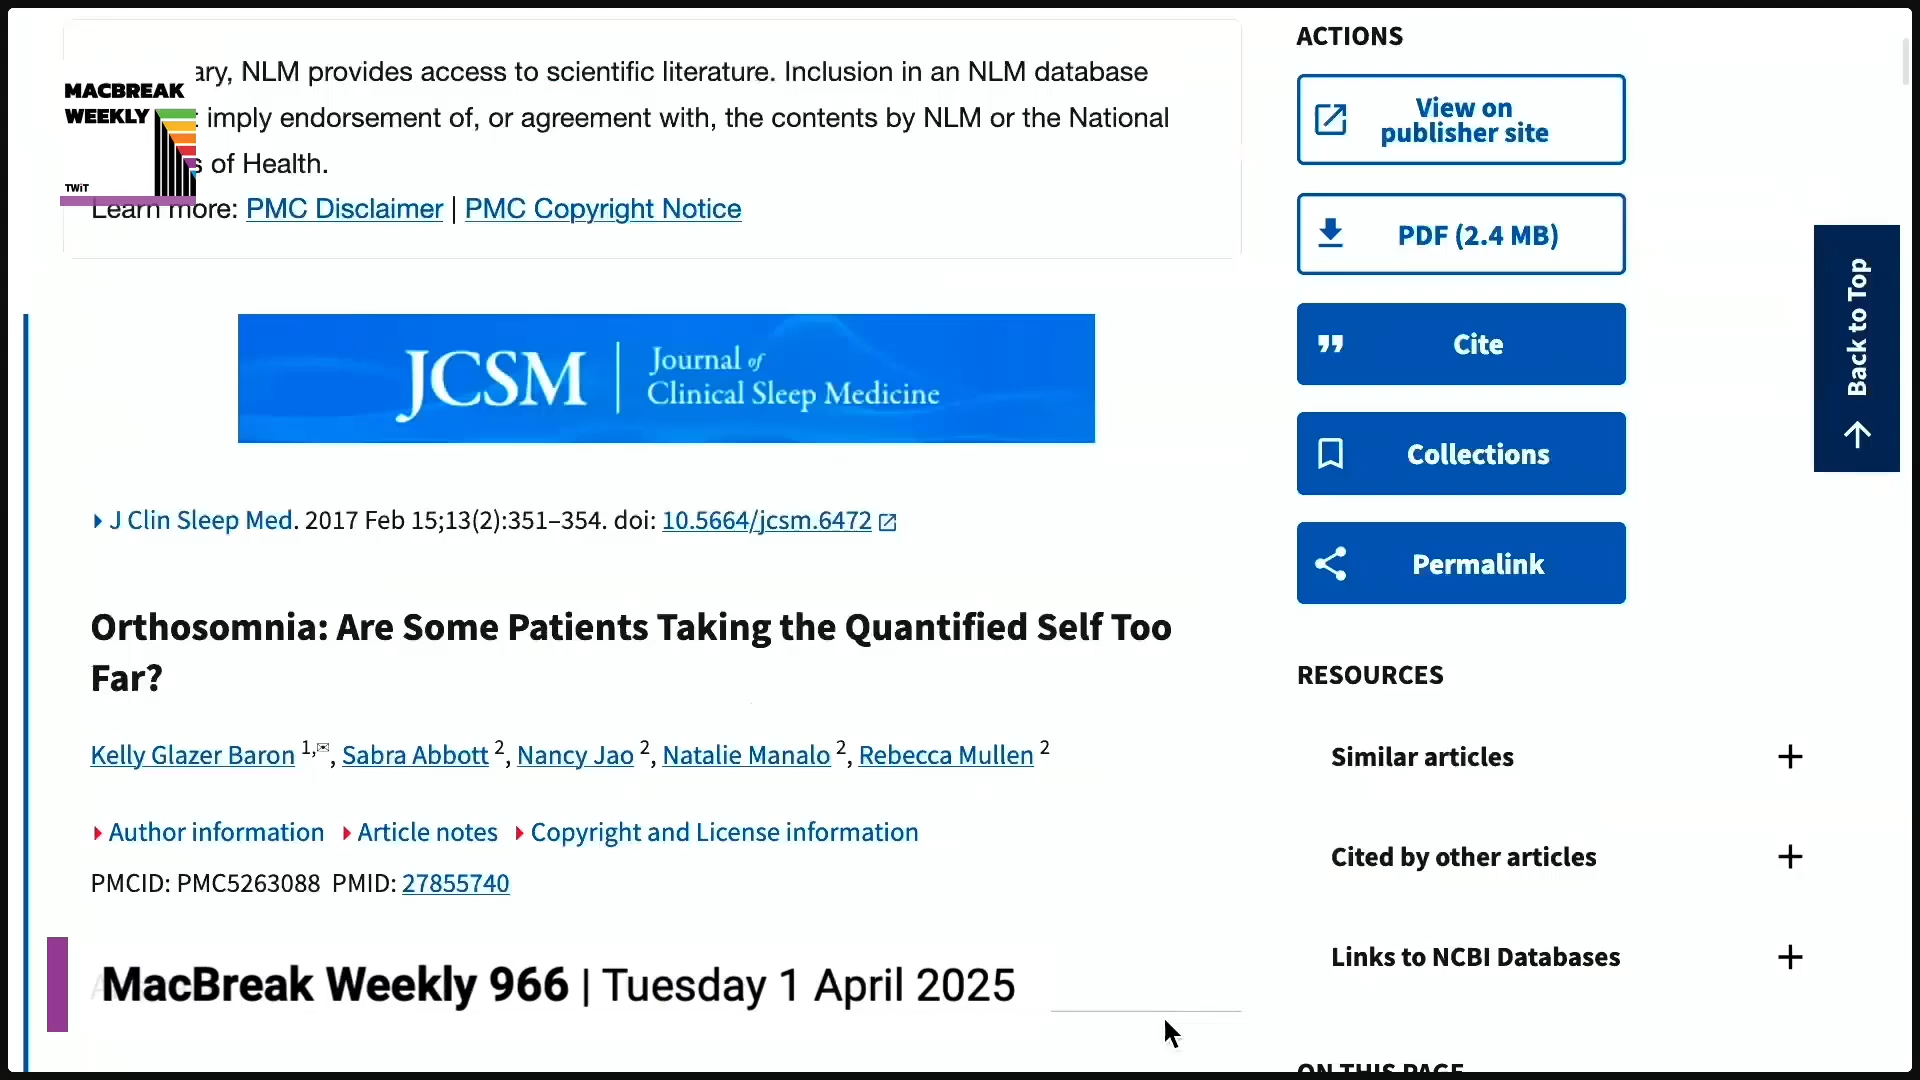 ary, NLM provides access to scientific literature. Inclusion in an NLM database
imply endorsement of, or agreement with, the contents by NLM or the National
s of Health.
Learn more: PMC Disclaimer | PMC Copyright Notice
MACBREAK
WEEKLY
TWiT
JCSM | Journal of
Clinical Sleep Medicine
J Clin Sleep Med. 2017 Feb 15;13(2):351–354. doi: 10.5664/jcsm.6472
Orthosomnia: Are Some Patients Taking the Quantified Self Too
Far?
Kelly Glazer Baron 1,✉, Sabra Abbott 2, Nancy Jao 2, Natalie Manalo 2, Rebecca Mullen 2
Author information Article notes Copyright and License information
PMCID: PMC5263088 PMID: 27855740
MacBreak Weekly 966 | Tuesday 1 April 2025
ACTIONS
View on
publisher site
PDF (2.4 MB)
Cite
Collections
Permalink
RESOURCES
Similar articles
Cited by other articles
Links to NCBI Databases
ON THIS PAGE
Back to Top